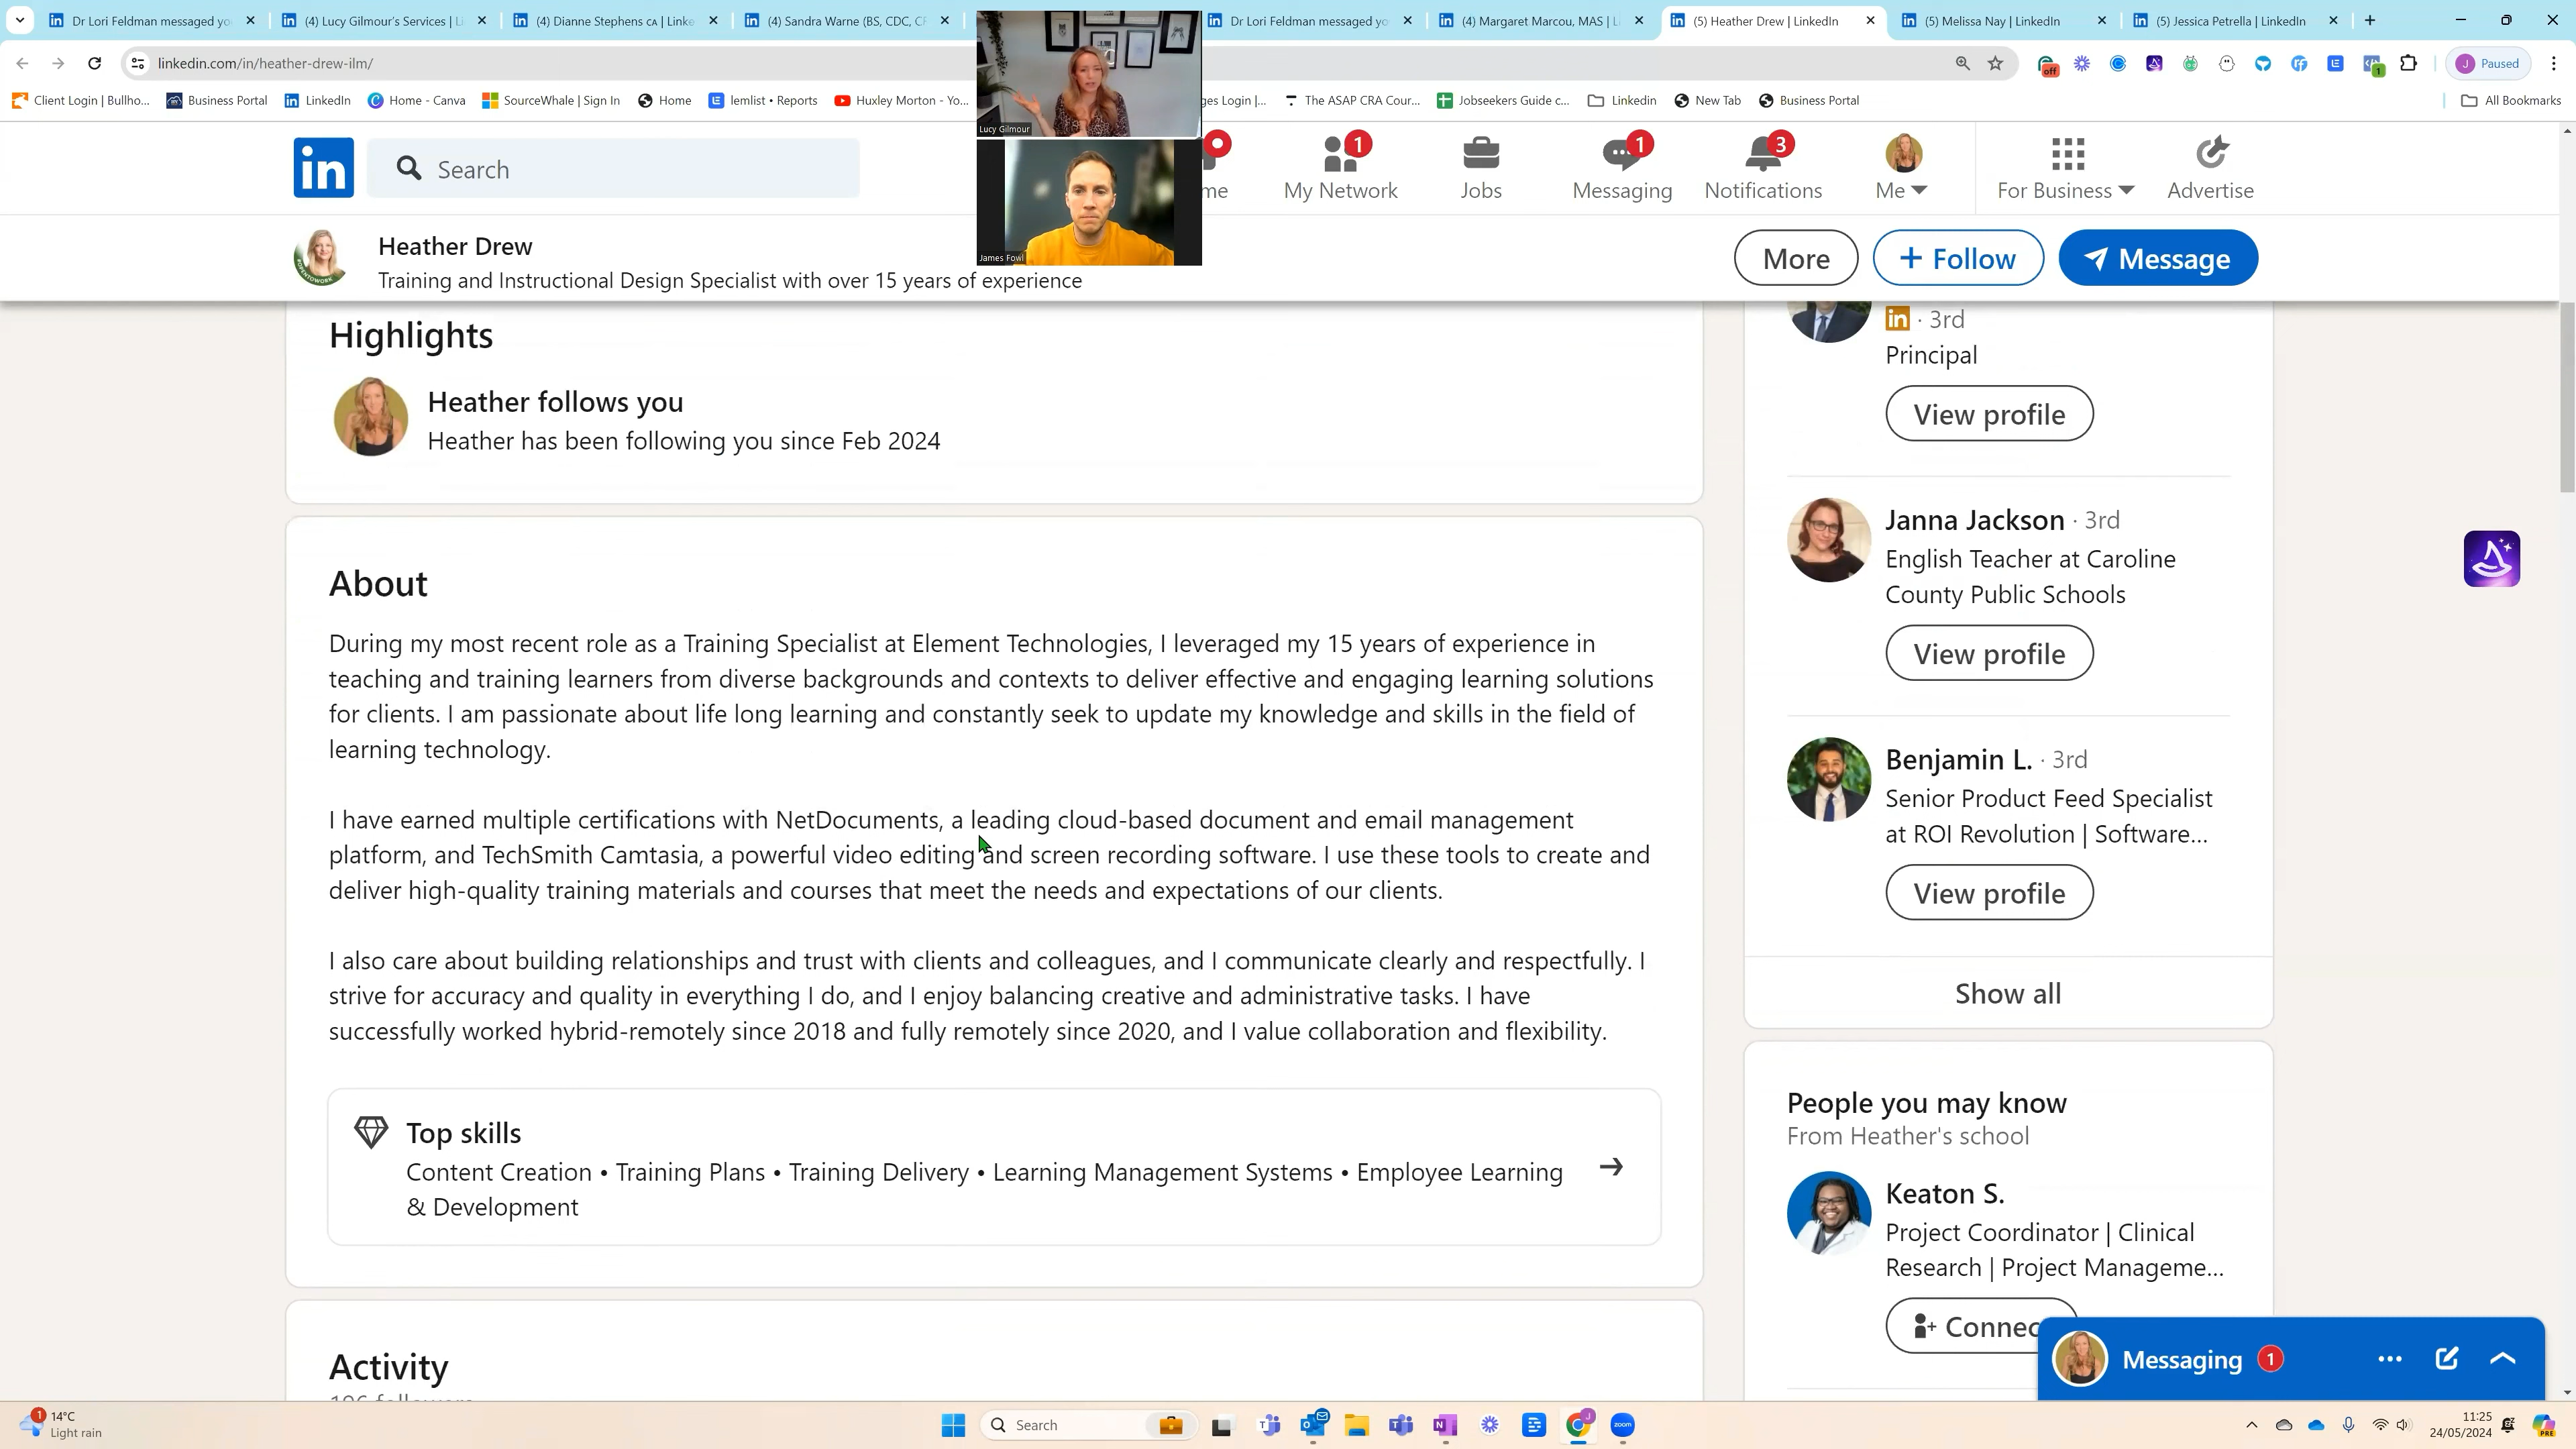 Dr Lori Feldman messaged yo
(4) Lucy Gilmour's Services | L
(4) Dianne Stephens CA | Linke
(4) Sandra Warne (BS, CDC, CF
Dr Lori Feldman messaged yo
(4) Margaret Marcou, MAS | L
(5) Heather Drew | LinkedIn
(5) Melissa Nay | LinkedIn
(5) Jessica Petrella | LinkedIn
linkedin.com/in/heather-drew-ilm/
off
1
J
Paused
Client Login | Bullho...
Business Portal
LinkedIn
Home - Canva
SourceWhale | Sign In
Home
lemlist • Reports
Huxley Morton - Yo...
ges Login |...
The ASAP CRA Cour...
Jobseekers Guide c...
Linkedin
New Tab
Business Portal
All Bookmarks
Lucy Gilmour
James Fowl
in
Search
me
1
My Network
Jobs
1
Messaging
3
Notifications
Me
For Business
Advertise
Heather Drew
Training and Instructional Design Specialist with over 15 years of experience
More
+ Follow
Message
Highlights
Heather follows you
Heather has been following you since Feb 2024
About
During my most recent role as a Training Specialist at Element Technologies, I leveraged my 15 years of experience in
teaching and training learners from diverse backgrounds and contexts to deliver effective and engaging learning solutions
for clients. I am passionate about life long learning and constantly seek to update my knowledge and skills in the field of
learning technology.
I have earned multiple certifications with NetDocuments, a leading cloud-based document and email management
platform, and TechSmith Camtasia, a powerful video editing and screen recording software. I use these tools to create and
deliver high-quality training materials and courses that meet the needs and expectations of our clients.
I also care about building relationships and trust with clients and colleagues, and I communicate clearly and respectfully. I
strive for accuracy and quality in everything I do, and I enjoy balancing creative and administrative tasks. I have
successfully worked hybrid-remotely since 2018 and fully remotely since 2020, and I value collaboration and flexibility.
Top skills
Content Creation • Training Plans • Training Delivery • Learning Management Systems • Employee Learning
& Development
Activity
in · 3rd
Principal
View profile
Janna Jackson · 3rd
English Teacher at Caroline
County Public Schools
View profile
Benjamin L. · 3rd
Senior Product Feed Specialist
at ROI Revolution | Software...
View profile
Show all
People you may know
From Heather's school
Keaton S.
Project Coordinator | Clinical
Research | Project Manageme...
Connec
Messaging
1
1
14°C
Light rain
Search
zoom
11:25
24/05/2024
PRE